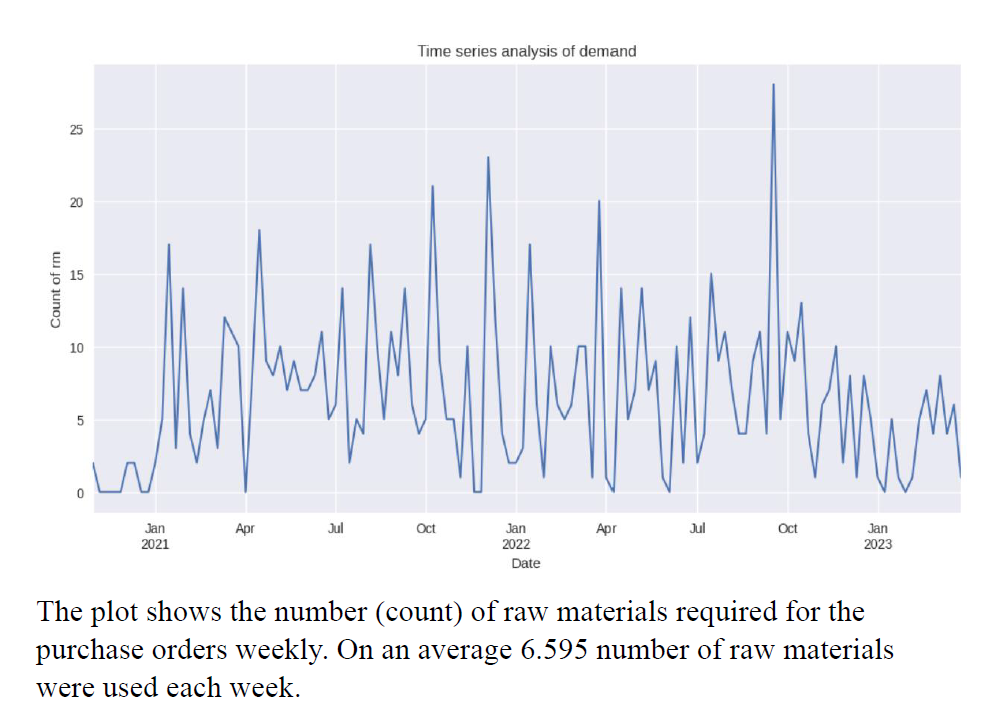 Time series analysis of demand
Count of rm
25
20
15
10
5
0
Jan Apr Jul Oct Jan Apr Jul Oct Jan
2021 2022 2023
Date
The plot shows the number (count) of raw materials required for the
purchase orders weekly. On an average 6.595 number of raw materials
were used each week.